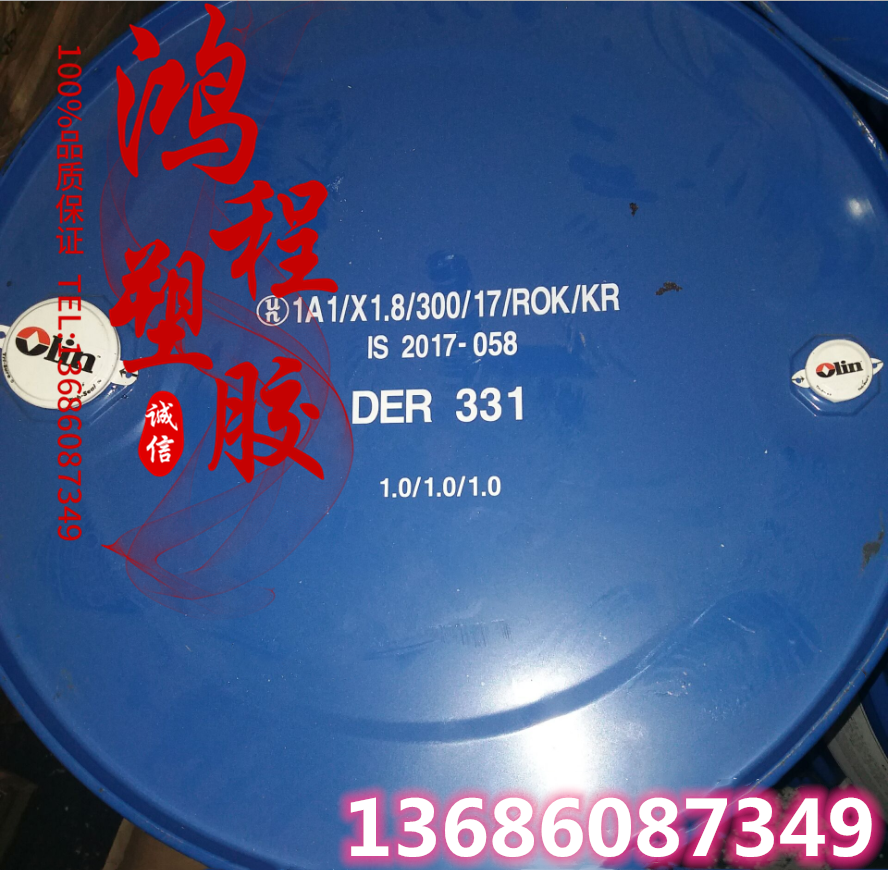 鸿程
塑胶
诚信
100%品质保证 TEL:13686087349
un 1A1/X1.8/300/17/ROK/KR
IS 2017-058
DER 331
1.0/1.0/1.0
Olin
Olin
13686087349